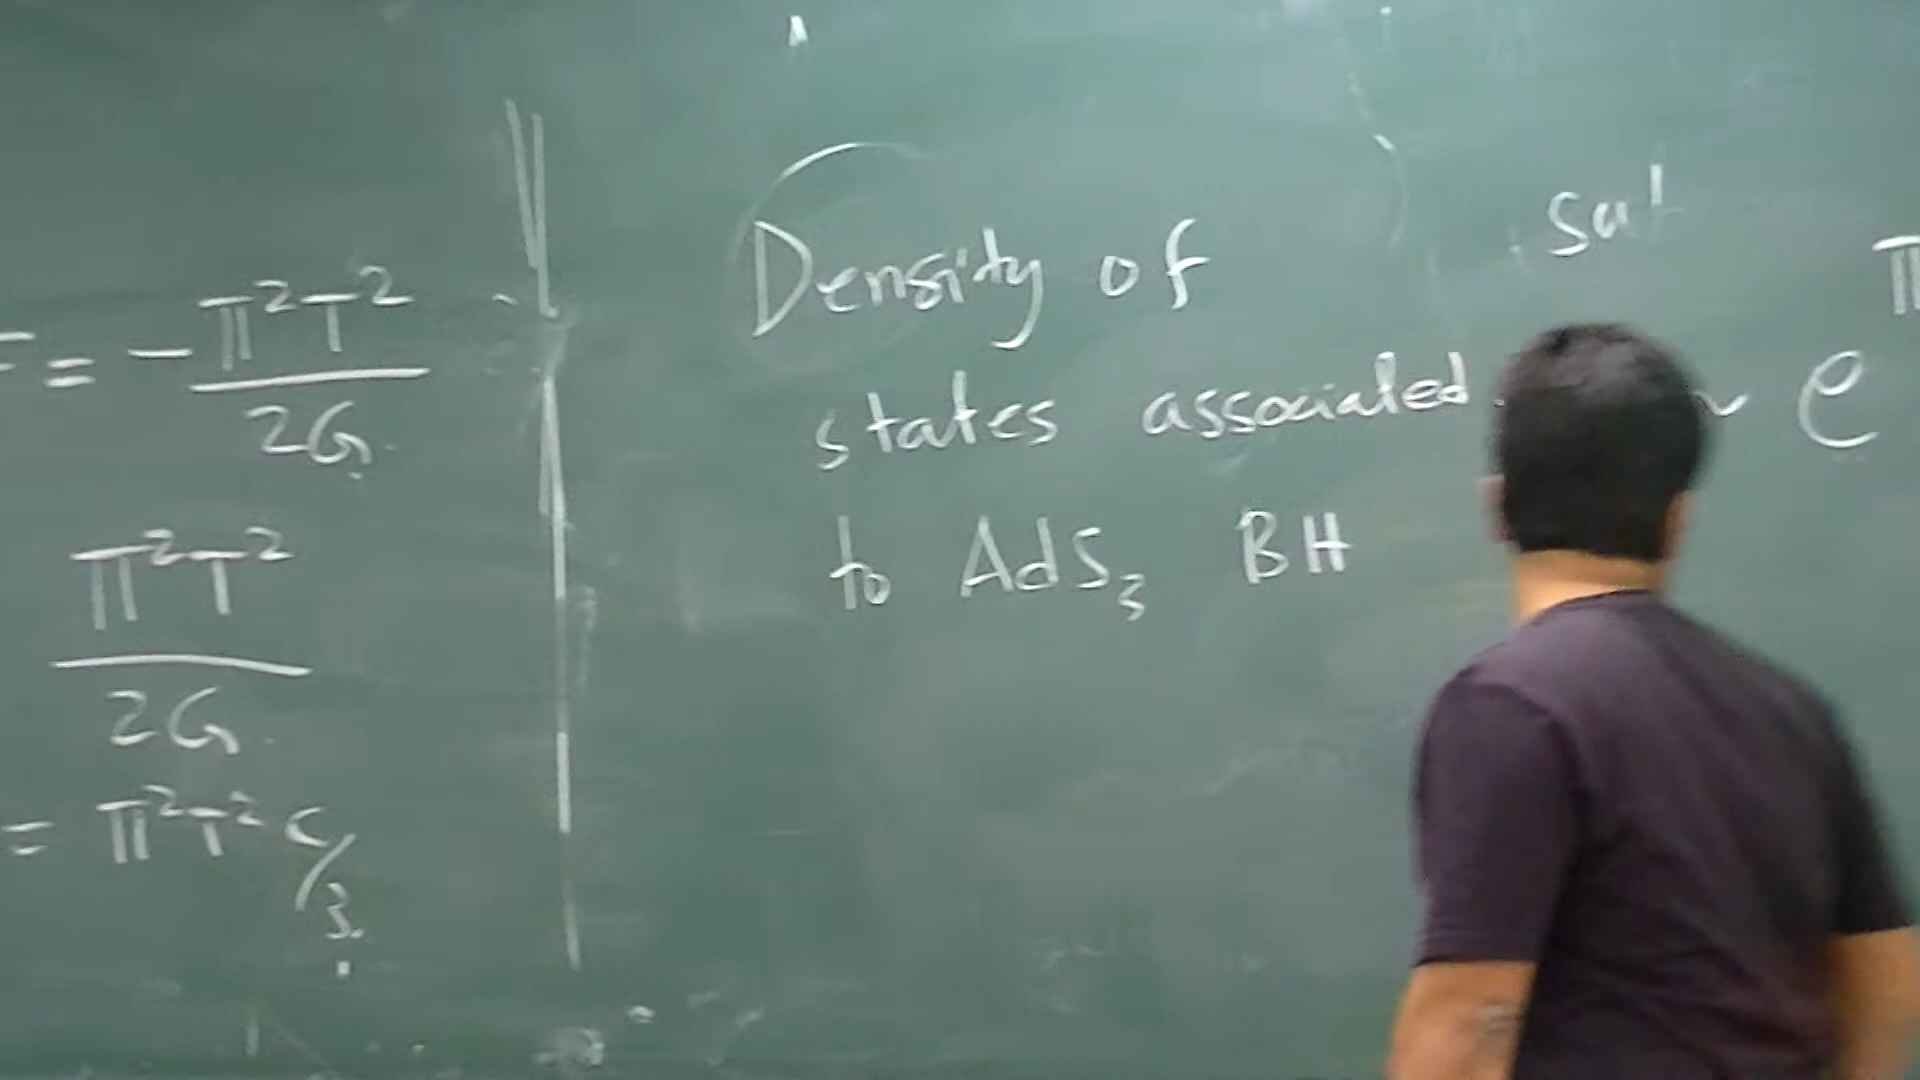 = - π²T² / 2G
π²T² / 2G
= π²T² c/3
Density of
states associated
to AdS₃ BH
~ e^π